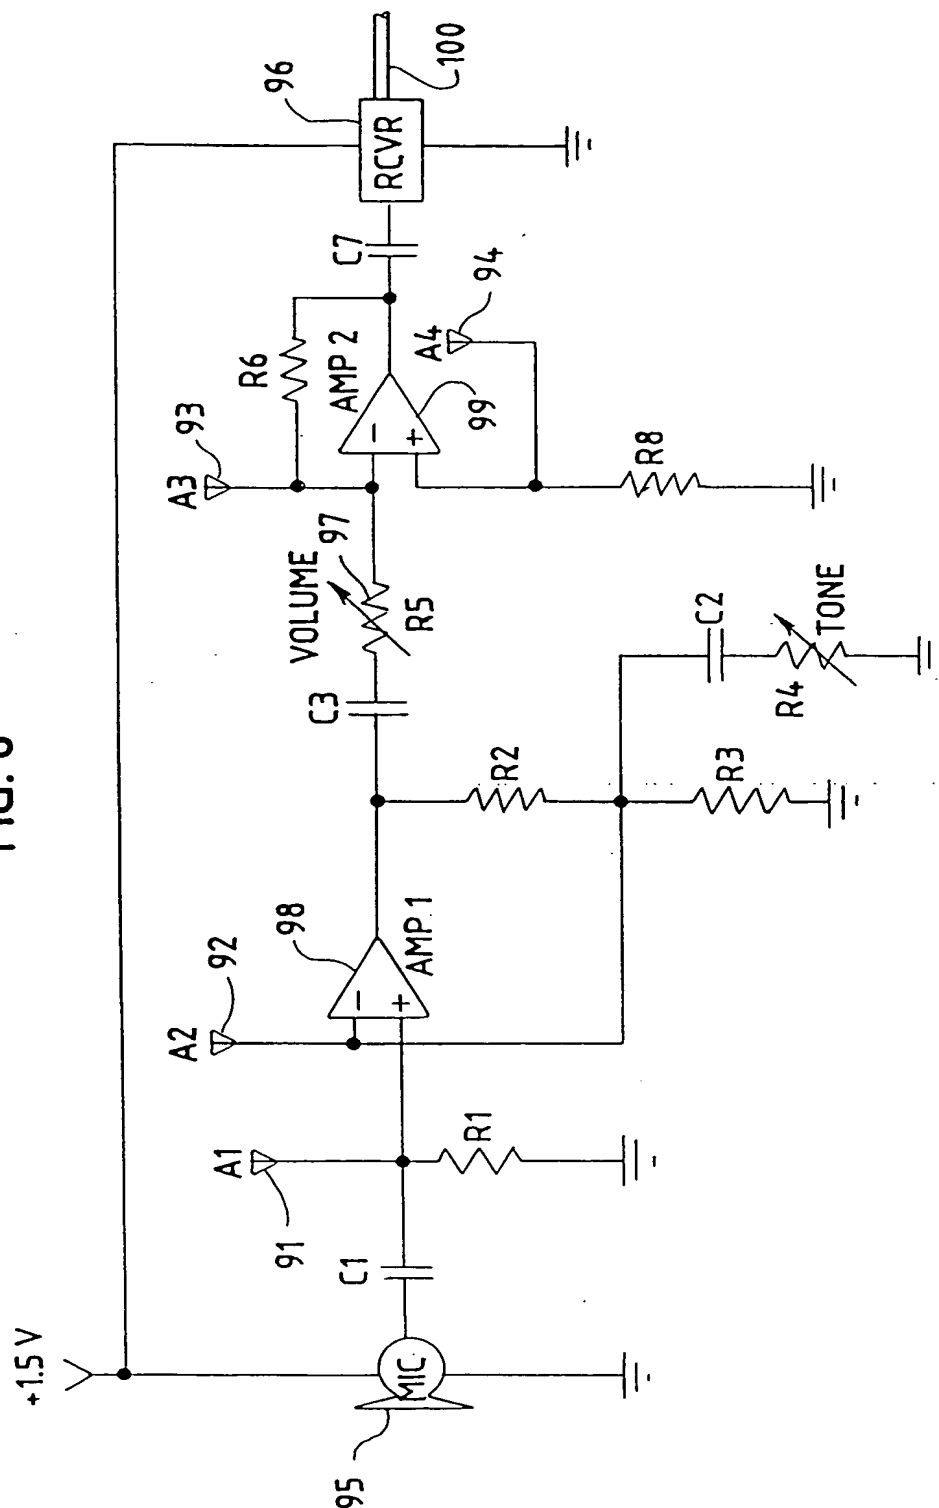 FIG.
+1.5 V
96
A1
91
A2
92
A3
93
R6
98
VOLUME
97
AMP 2
C1
C3
C7
RCVR
100
95
MIC
AMP 1
R5
A4
94
99
R1
R2
R8
C2
R3
R4
TONE